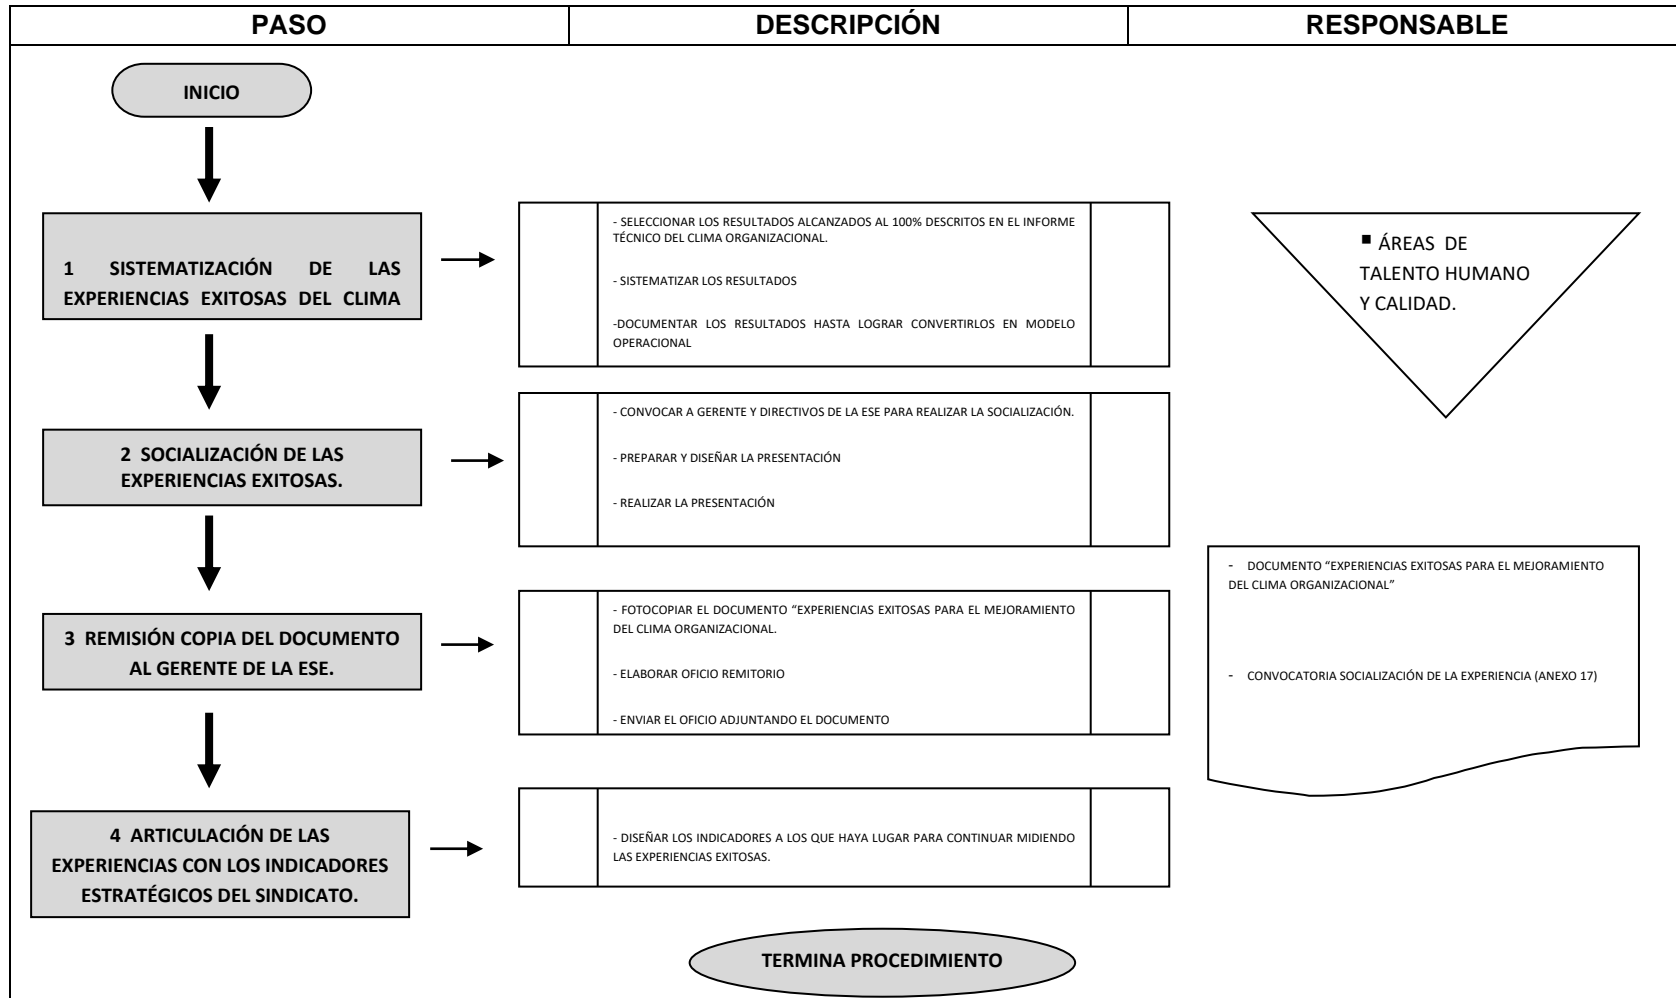 PASO
DESCRIPCIÓN
RESPONSABLE
INICIO
1 SISTEMATIZACIÓN DE LAS
EXPERIENCIAS EXITOSAS DEL CLIMA
- SELECCIONAR LOS RESULTADOS ALCANZADOS AL 100% DESCRITOS EN EL INFORME
TÉCNICO DEL CLIMA ORGANIZACIONAL.
- SISTEMATIZAR LOS RESULTADOS
-DOCUMENTAR LOS RESULTADOS HASTA LOGRAR CONVERTIRLOS EN MODELO
OPERACIONAL
▪ ÁREAS DE
TALENTO HUMANO
Y CALIDAD.
2 SOCIALIZACIÓN DE LAS
EXPERIENCIAS EXITOSAS.
- CONVOCAR A GERENTE Y DIRECTIVOS DE LA ESE PARA REALIZAR LA SOCIALIZACIÓN.
- PREPARAR Y DISEÑAR LA PRESENTACIÓN
- REALIZAR LA PRESENTACIÓN
3 REMISIÓN COPIA DEL DOCUMENTO
AL GERENTE DE LA ESE.
- FOTOCOPIAR EL DOCUMENTO “EXPERIENCIAS EXITOSAS PARA EL MEJORAMIENTO
DEL CLIMA ORGANIZACIONAL.
- ELABORAR OFICIO REMITORIO
- ENVIAR EL OFICIO ADJUNTANDO EL DOCUMENTO
- DOCUMENTO “EXPERIENCIAS EXITOSAS PARA EL MEJORAMIENTO
DEL CLIMA ORGANIZACIONAL”
- CONVOCATORIA SOCIALIZACIÓN DE LA EXPERIENCIA (ANEXO 17)
4 ARTICULACIÓN DE LAS
EXPERIENCIAS CON LOS INDICADORES
ESTRATÉGICOS DEL SINDICATO.
- DISEÑAR LOS INDICADORES A LOS QUE HAYA LUGAR PARA CONTINUAR MIDIENDO
LAS EXPERIENCIAS EXITOSAS.
TERMINA PROCEDIMIENTO